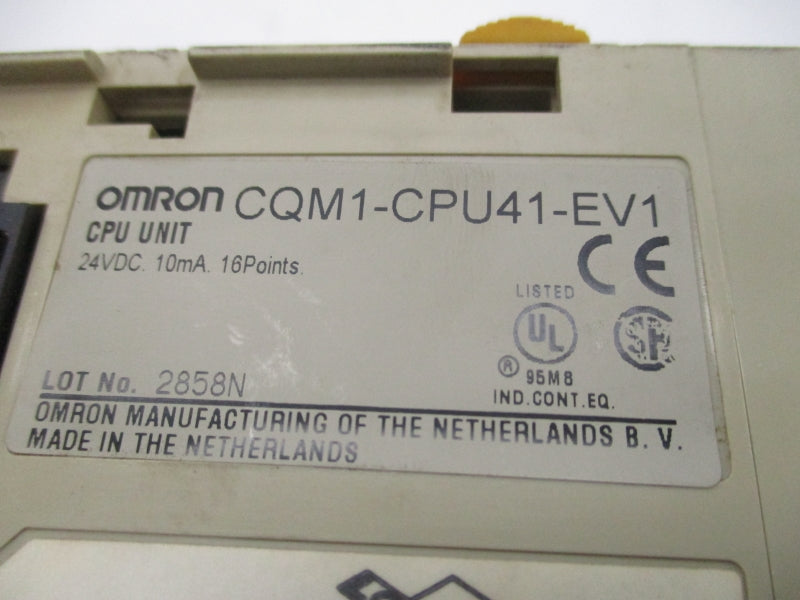 OMRON CQM1-CPU41-EV1
CPU UNIT
24VDC. 10mA. 16Points.
CE
LISTED
UL
®
95M8
IND.CONT.EQ.
LOT No. 2858N
OMRON MANUFACTURING OF THE NETHERLANDS B. V.
MADE IN THE NETHERLANDS